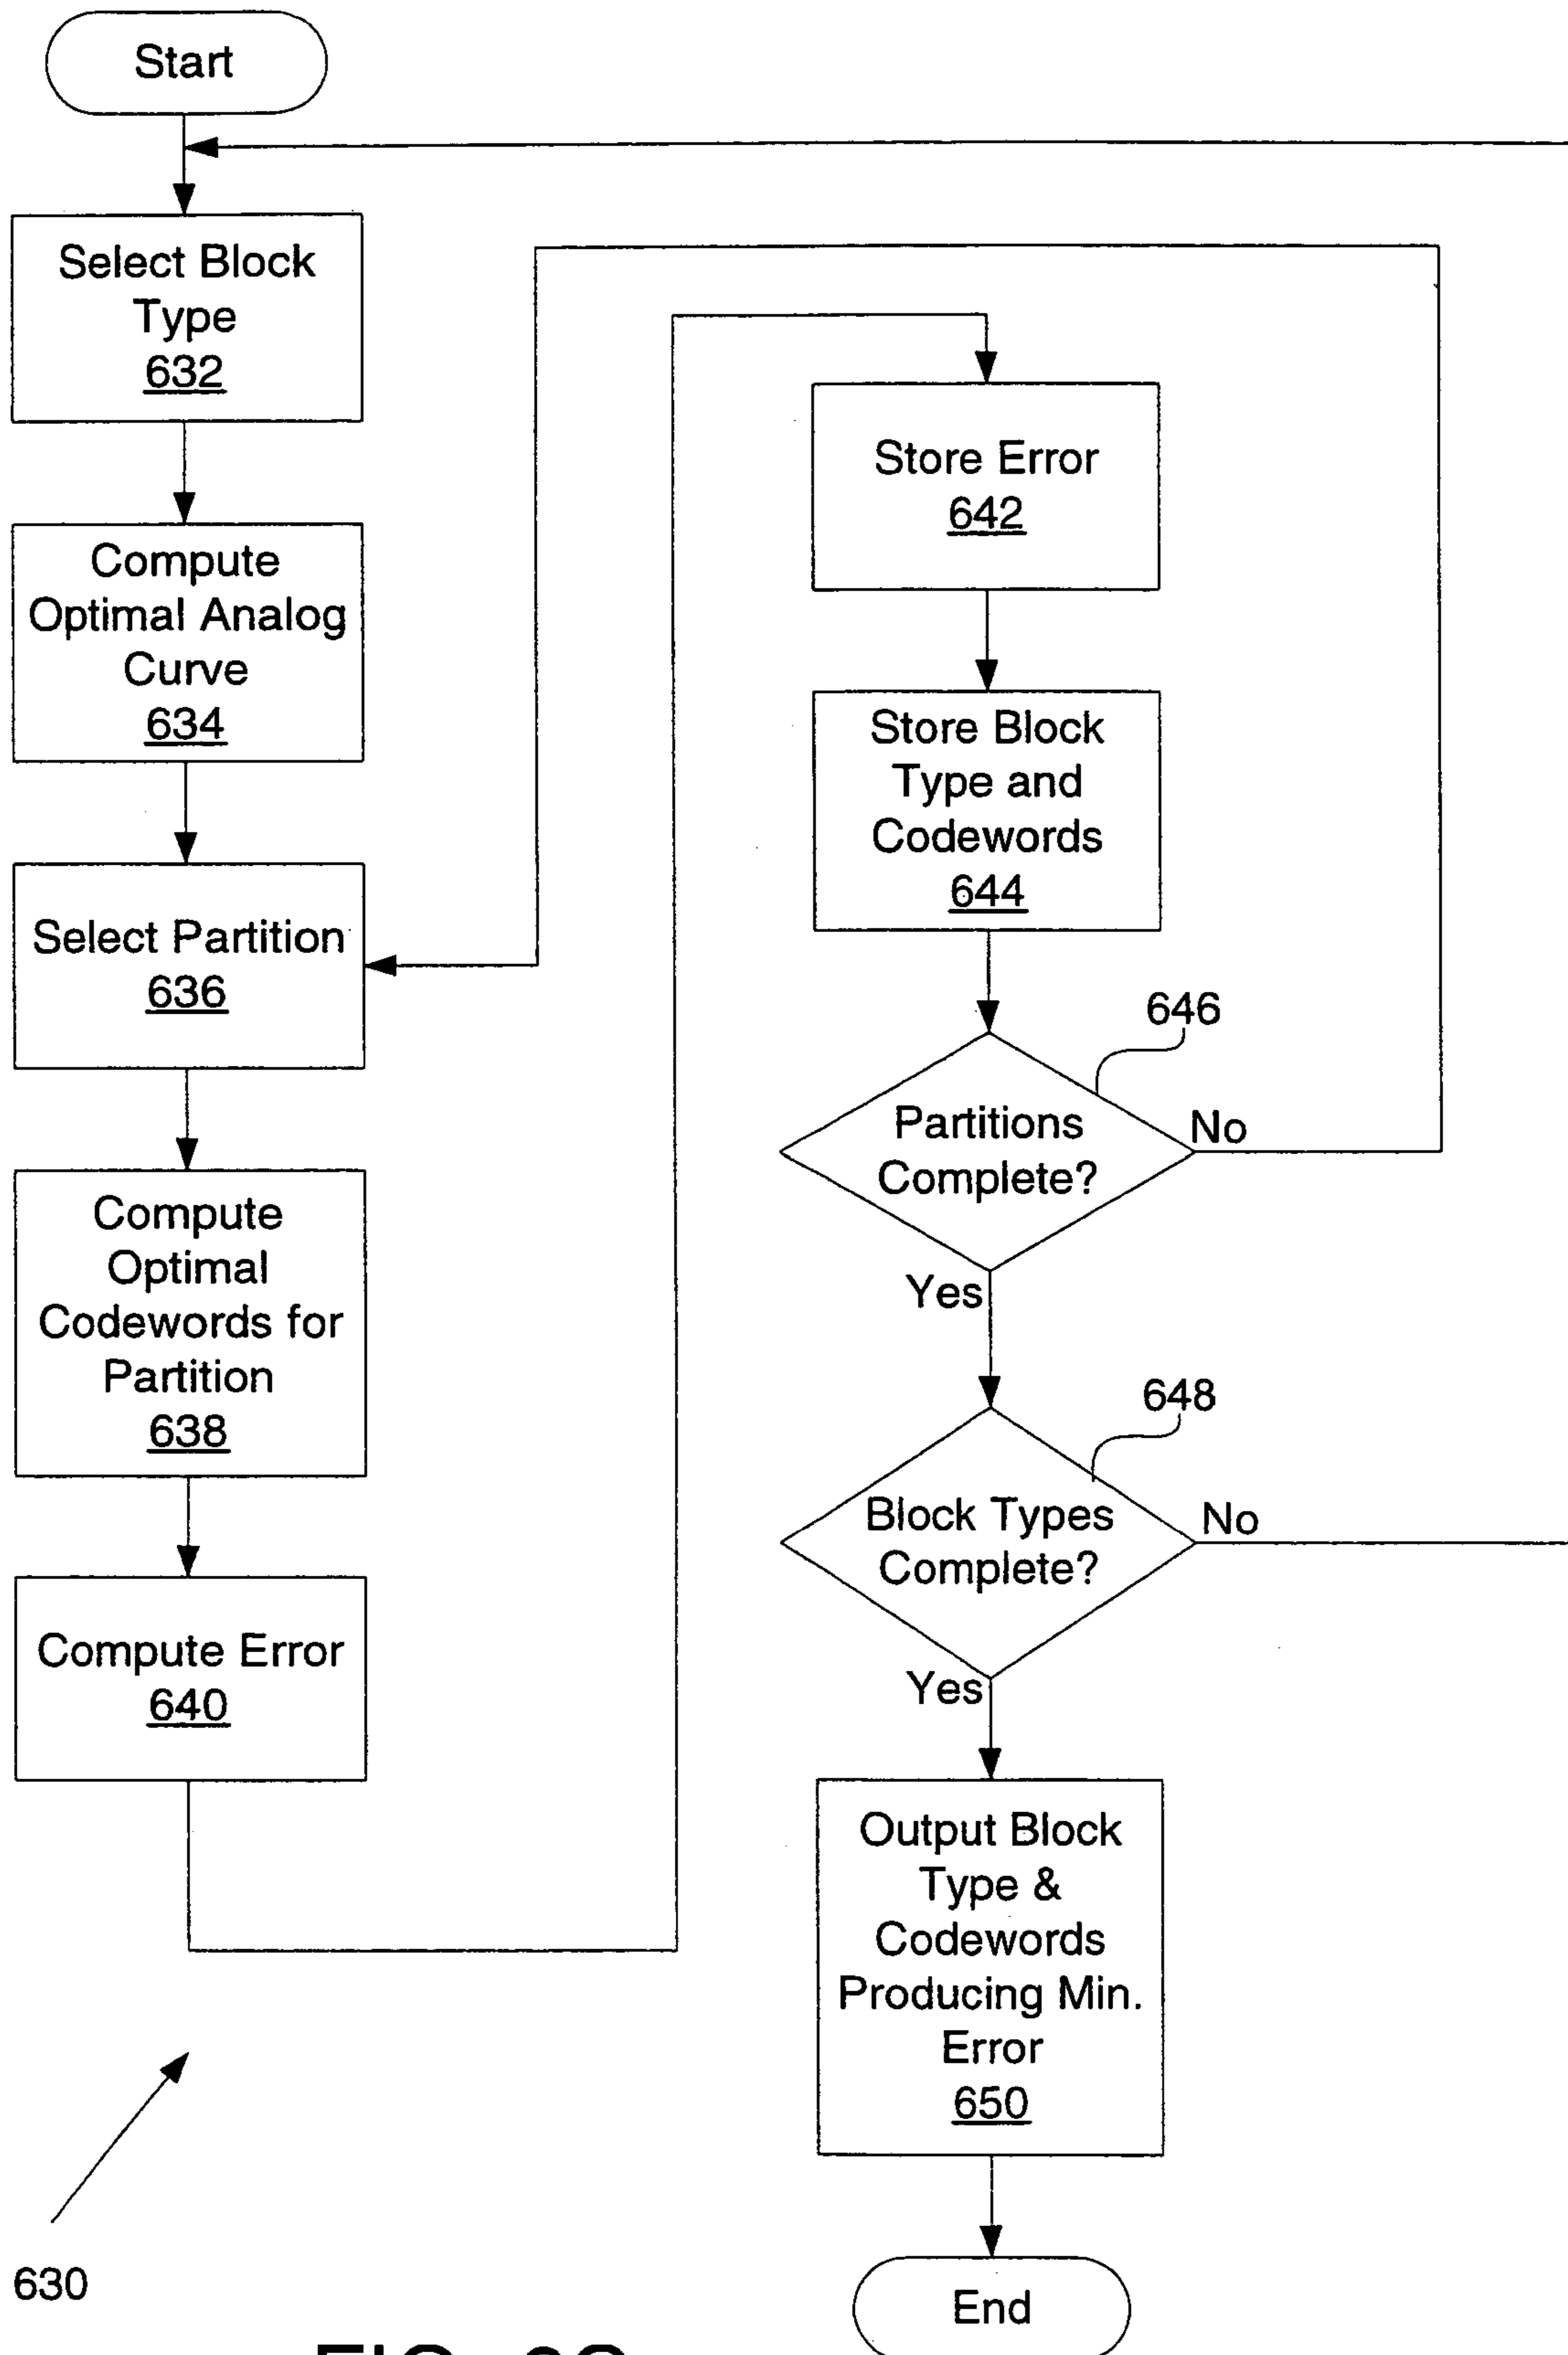 Start
Select Block
Type
632
Compute
Optimal Analog
Curve
634
Select Partition
636
Compute
Optimal
Codewords for
Partition
638
Compute Error
640
Store Error
642
Store Block
Type and
Codewords
644
646
Partitions
Complete?
No
Yes
648
Block Types
Complete?
No
Yes
Output Block
Type &
Codewords
Producing Min.
Error
650
End
630